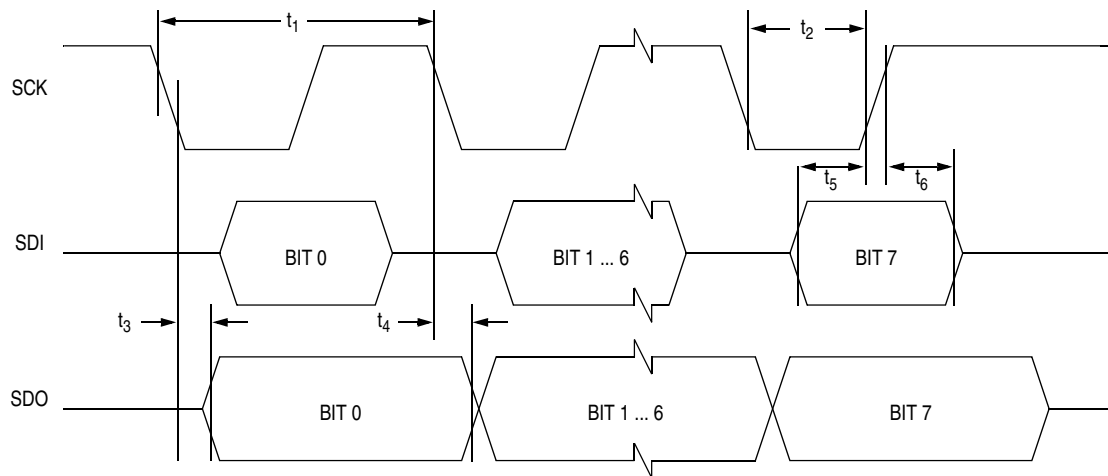 t₁
t₂
SCK
t₅
t₆
SDI
BIT 0
BIT 1 ... 6
BIT 7
t₃
t₄
SDO
BIT 0
BIT 1 ... 6
BIT 7